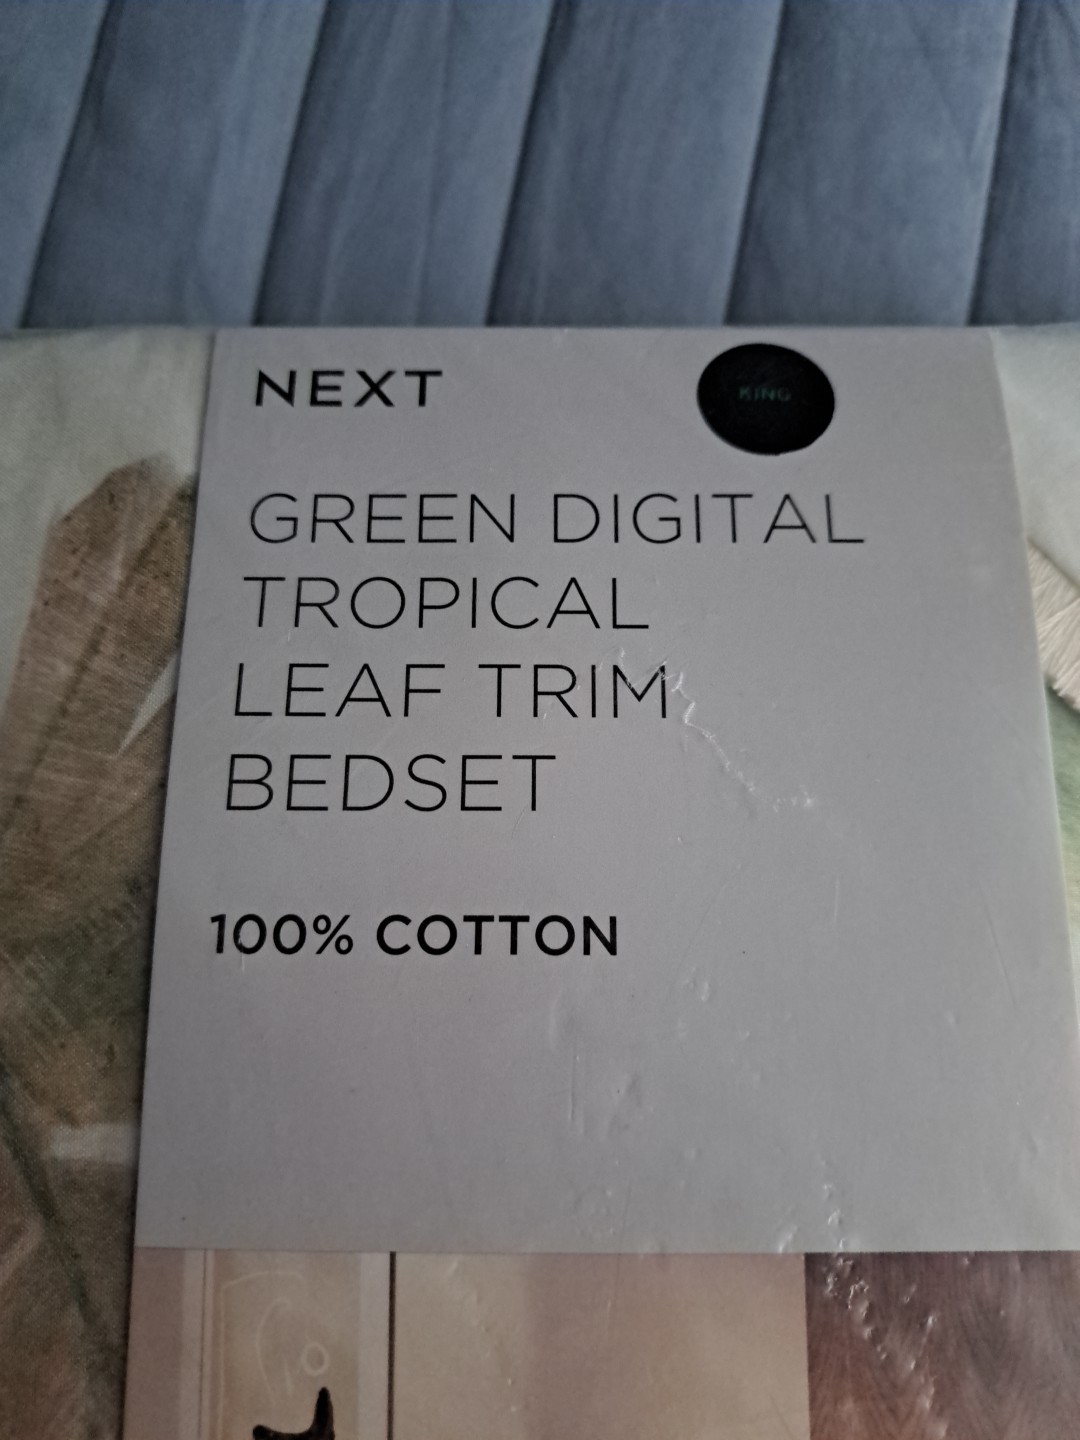 NEXT
KING
GREEN DIGITAL
TROPICAL
LEAF TRIM
BEDSET
100% COTTON